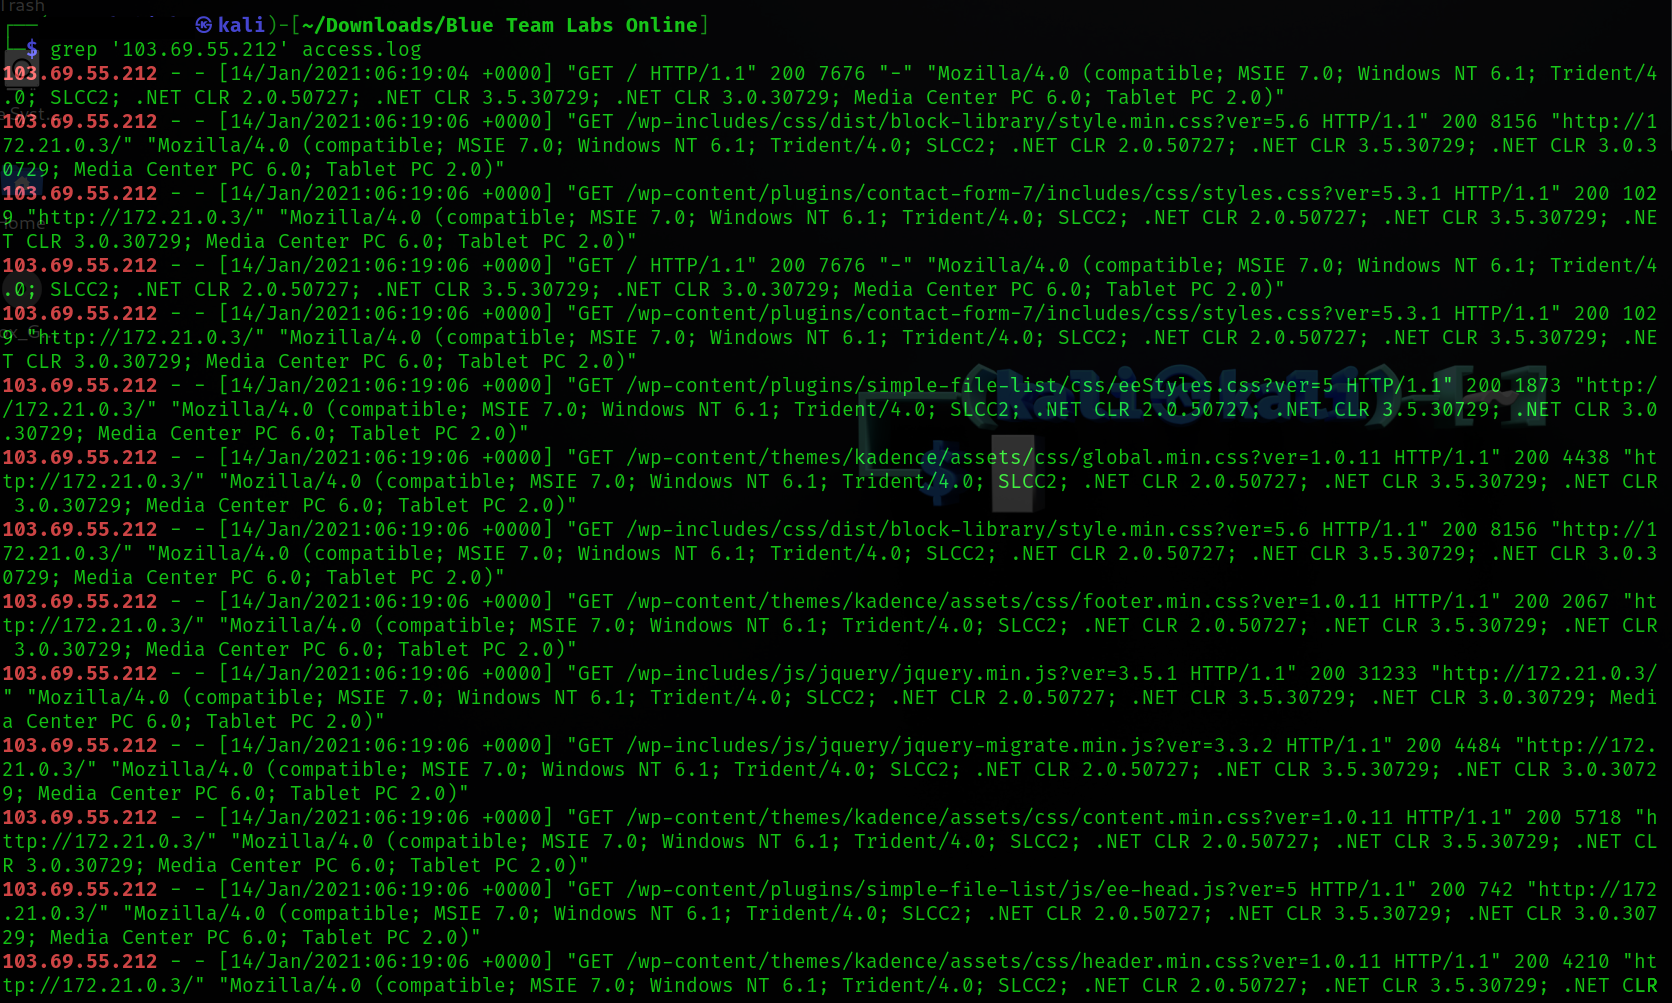 Trash
㉿kali)-[~/Downloads/Blue Team Labs Online]
$ grep '103.69.55.212' access.log
103.69.55.212 - - [14/Jan/2021:06:19:04 +0000] "GET / HTTP/1.1" 200 7676 "-" "Mozilla/4.0 (compatible; MSIE 7.0; Windows NT 6.1; Trident/4
.0; SLCC2; .NET CLR 2.0.50727; .NET CLR 3.5.30729; .NET CLR 3.0.30729; Media Center PC 6.0; Tablet PC 2.0)"
103.69.55.212 - - [14/Jan/2021:06:19:06 +0000] "GET /wp-includes/css/dist/block-library/style.min.css?ver=5.6 HTTP/1.1" 200 8156 "http://1
72.21.0.3/" "Mozilla/4.0 (compatible; MSIE 7.0; Windows NT 6.1; Trident/4.0; SLCC2; .NET CLR 2.0.50727; .NET CLR 3.5.30729; .NET CLR 3.0.3
0729; Media Center PC 6.0; Tablet PC 2.0)"
103.69.55.212 - - [14/Jan/2021:06:19:06 +0000] "GET /wp-content/plugins/contact-form-7/includes/css/styles.css?ver=5.3.1 HTTP/1.1" 200 102
9 "http://172.21.0.3/" "Mozilla/4.0 (compatible; MSIE 7.0; Windows NT 6.1; Trident/4.0; SLCC2; .NET CLR 2.0.50727; .NET CLR 3.5.30729; .NE
T CLR 3.0.30729; Media Center PC 6.0; Tablet PC 2.0)"
103.69.55.212 - - [14/Jan/2021:06:19:06 +0000] "GET / HTTP/1.1" 200 7676 "-" "Mozilla/4.0 (compatible; MSIE 7.0; Windows NT 6.1; Trident/4
.0; SLCC2; .NET CLR 2.0.50727; .NET CLR 3.5.30729; .NET CLR 3.0.30729; Media Center PC 6.0; Tablet PC 2.0)"
103.69.55.212 - - [14/Jan/2021:06:19:06 +0000] "GET /wp-content/plugins/contact-form-7/includes/css/styles.css?ver=5.3.1 HTTP/1.1" 200 102
9 "http://172.21.0.3/" "Mozilla/4.0 (compatible; MSIE 7.0; Windows NT 6.1; Trident/4.0; SLCC2; .NET CLR 2.0.50727; .NET CLR 3.5.30729; .NE
T CLR 3.0.30729; Media Center PC 6.0; Tablet PC 2.0)"
(kali㉿kali)-[~]
103.69.55.212 - - [14/Jan/2021:06:19:06 +0000] "GET /wp-content/plugins/simple-file-list/css/eeStyles.css?ver=5 HTTP/1.1" 200 1873 "http:/
/172.21.0.3/" "Mozilla/4.0 (compatible; MSIE 7.0; Windows NT 6.1; Trident/4.0; SLCC2; .NET CLR 2.0.50727; .NET CLR 3.5.30729; .NET CLR 3.0
.30729; Media Center PC 6.0; Tablet PC 2.0)"
$
103.69.55.212 - - [14/Jan/2021:06:19:06 +0000] "GET /wp-content/themes/kadence/assets/css/global.min.css?ver=1.0.11 HTTP/1.1" 200 4438 "ht
tp://172.21.0.3/" "Mozilla/4.0 (compatible; MSIE 7.0; Windows NT 6.1; Trident/4.0; SLCC2; .NET CLR 2.0.50727; .NET CLR 3.5.30729; .NET CLR
3.0.30729; Media Center PC 6.0; Tablet PC 2.0)"
103.69.55.212 - - [14/Jan/2021:06:19:06 +0000] "GET /wp-includes/css/dist/block-library/style.min.css?ver=5.6 HTTP/1.1" 200 8156 "http://1
72.21.0.3/" "Mozilla/4.0 (compatible; MSIE 7.0; Windows NT 6.1; Trident/4.0; SLCC2; .NET CLR 2.0.50727; .NET CLR 3.5.30729; .NET CLR 3.0.3
0729; Media Center PC 6.0; Tablet PC 2.0)"
103.69.55.212 - - [14/Jan/2021:06:19:06 +0000] "GET /wp-content/themes/kadence/assets/css/footer.min.css?ver=1.0.11 HTTP/1.1" 200 2067 "ht
tp://172.21.0.3/" "Mozilla/4.0 (compatible; MSIE 7.0; Windows NT 6.1; Trident/4.0; SLCC2; .NET CLR 2.0.50727; .NET CLR 3.5.30729; .NET CLR
3.0.30729; Media Center PC 6.0; Tablet PC 2.0)"
103.69.55.212 - - [14/Jan/2021:06:19:06 +0000] "GET /wp-includes/js/jquery/jquery.min.js?ver=3.5.1 HTTP/1.1" 200 31233 "http://172.21.0.3/
" "Mozilla/4.0 (compatible; MSIE 7.0; Windows NT 6.1; Trident/4.0; SLCC2; .NET CLR 2.0.50727; .NET CLR 3.5.30729; .NET CLR 3.0.30729; Medi
a Center PC 6.0; Tablet PC 2.0)"
103.69.55.212 - - [14/Jan/2021:06:19:06 +0000] "GET /wp-includes/js/jquery/jquery-migrate.min.js?ver=3.3.2 HTTP/1.1" 200 4484 "http://172.
21.0.3/" "Mozilla/4.0 (compatible; MSIE 7.0; Windows NT 6.1; Trident/4.0; SLCC2; .NET CLR 2.0.50727; .NET CLR 3.5.30729; .NET CLR 3.0.3072
9; Media Center PC 6.0; Tablet PC 2.0)"
103.69.55.212 - - [14/Jan/2021:06:19:06 +0000] "GET /wp-content/themes/kadence/assets/css/content.min.css?ver=1.0.11 HTTP/1.1" 200 5718 "h
ttp://172.21.0.3/" "Mozilla/4.0 (compatible; MSIE 7.0; Windows NT 6.1; Trident/4.0; SLCC2; .NET CLR 2.0.50727; .NET CLR 3.5.30729; .NET CL
R 3.0.30729; Media Center PC 6.0; Tablet PC 2.0)"
103.69.55.212 - - [14/Jan/2021:06:19:06 +0000] "GET /wp-content/plugins/simple-file-list/js/ee-head.js?ver=5 HTTP/1.1" 200 742 "http://172
.21.0.3/" "Mozilla/4.0 (compatible; MSIE 7.0; Windows NT 6.1; Trident/4.0; SLCC2; .NET CLR 2.0.50727; .NET CLR 3.5.30729; .NET CLR 3.0.307
29; Media Center PC 6.0; Tablet PC 2.0)"
103.69.55.212 - - [14/Jan/2021:06:19:06 +0000] "GET /wp-content/themes/kadence/assets/css/header.min.css?ver=1.0.11 HTTP/1.1" 200 4210 "ht
tp://172.21.0.3/" "Mozilla/4.0 (compatible; MSIE 7.0; Windows NT 6.1; Trident/4.0; SLCC2; .NET CLR 2.0.50727; .NET CLR 3.5.30729; .NET CLR